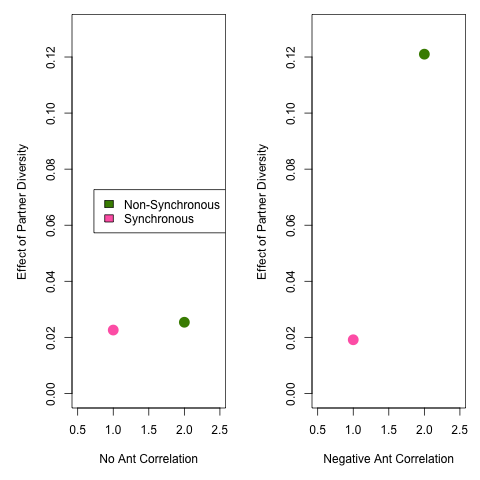 Effect of Partner Diversity
0.12
0.10
0.08
0.06
0.04
0.02
0.00
Non-Synchronous
Synchronous
0.5 1.0 1.5 2.0 2.5
No Ant Correlation
Effect of Partner Diversity
0.12
0.10
0.08
0.06
0.04
0.02
0.00
0.5 1.0 1.5 2.0 2.5
Negative Ant Correlation